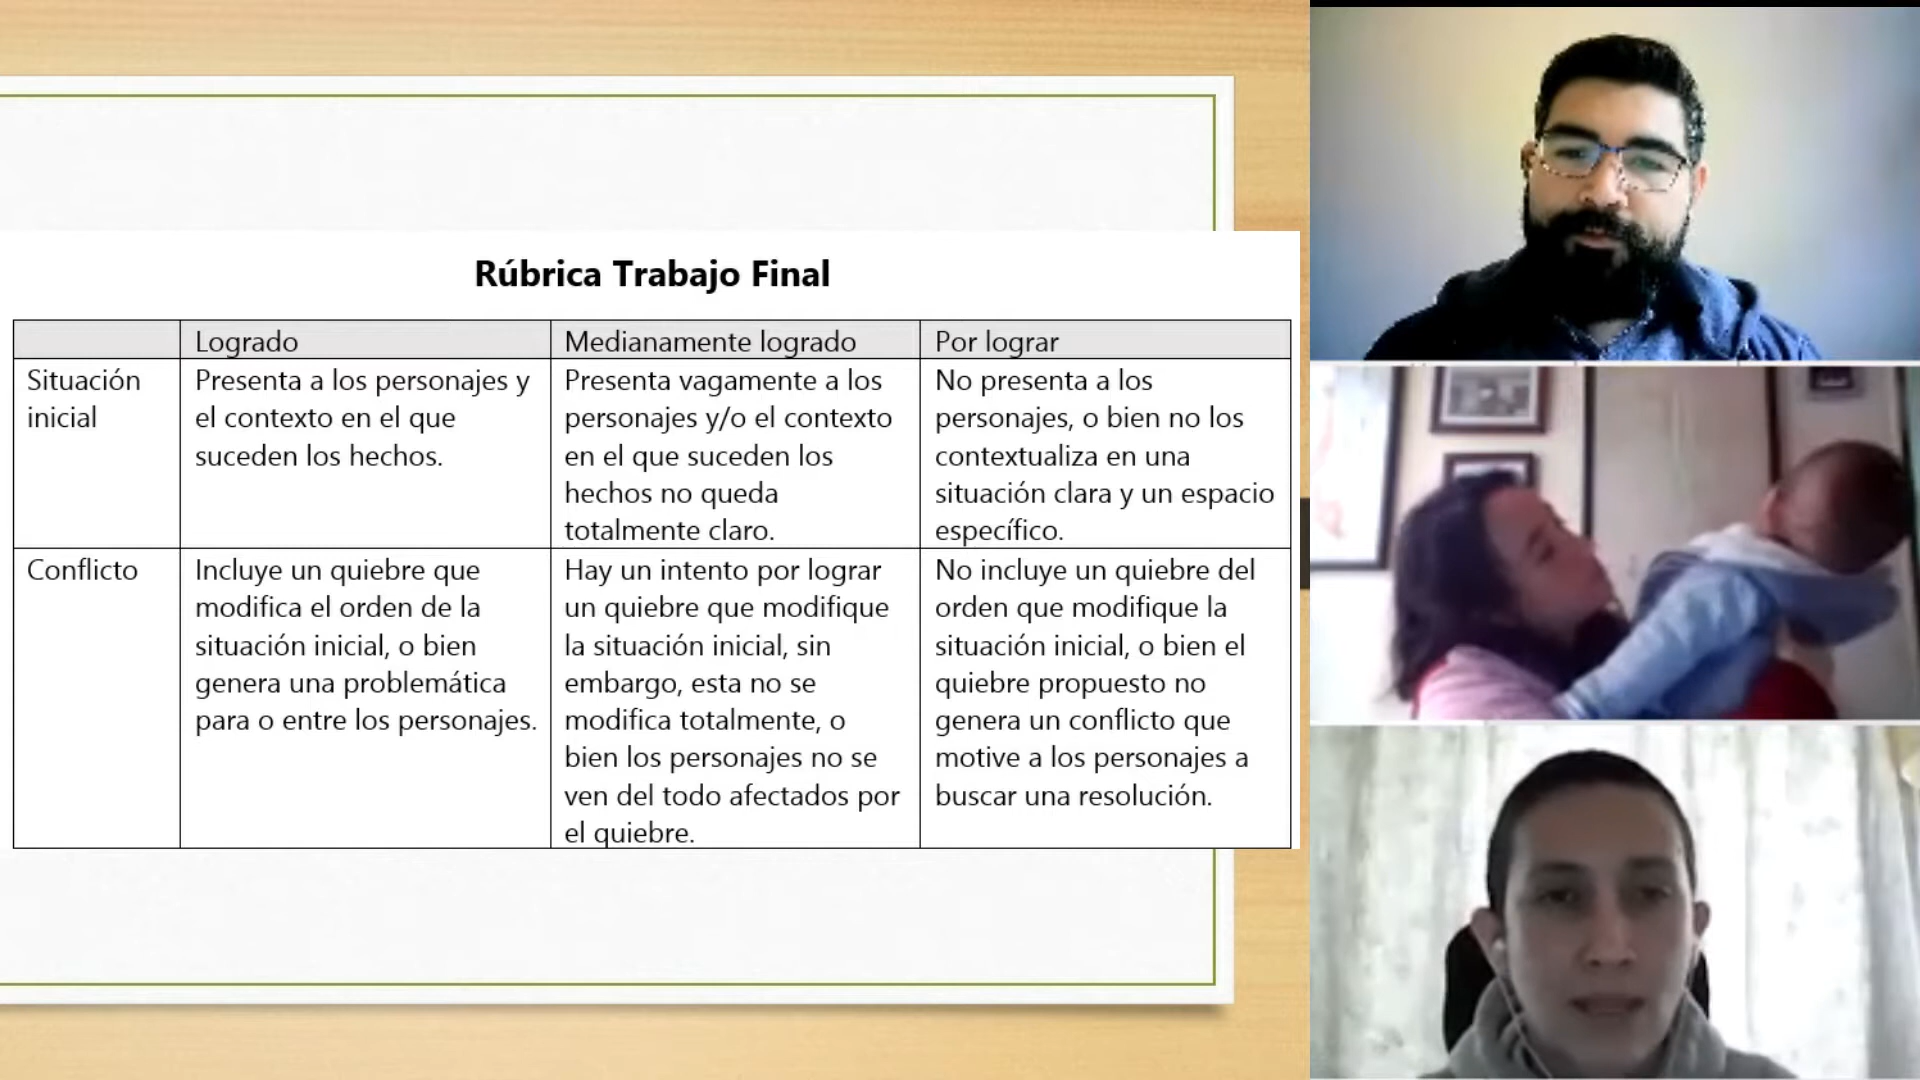 Rúbrica Trabajo Final
Logrado
Medianamente logrado
Por lograr
Situación
inicial
Presenta a los personajes y
el contexto en el que
suceden los hechos.
Presenta vagamente a los
personajes y/o el contexto
en el que suceden los
hechos no queda
totalmente claro.
No presenta a los
personajes, o bien no los
contextualiza en una
situación clara y un espacio
específico.
Conflicto
Incluye un quiebre que
modifica el orden de la
situación inicial, o bien
genera una problemática
para o entre los personajes.
Hay un intento por lograr
un quiebre que modifique
la situación inicial, sin
embargo, esta no se
modifica totalmente, o
bien los personajes no se
ven del todo afectados por
el quiebre.
No incluye un quiebre del
orden que modifique la
situación inicial, o bien el
quiebre propuesto no
genera un conflicto que
motive a los personajes a
buscar una resolución.